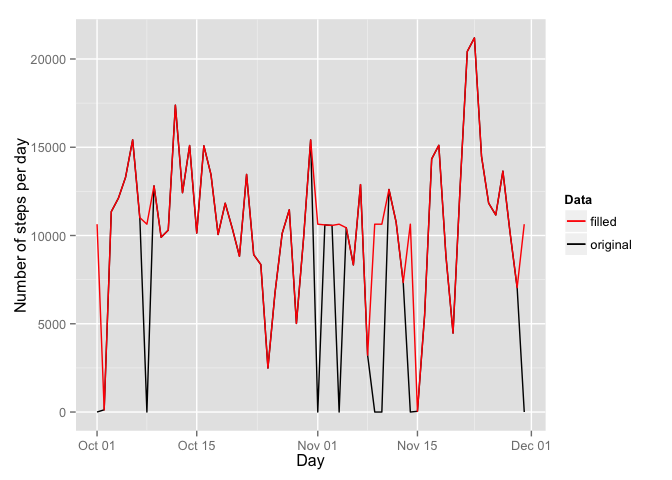 Number of steps per day
20000
15000
10000
5000
0
Oct 01
Oct 15
Nov 01
Nov 15
Dec 01
Day
Data
filled
original